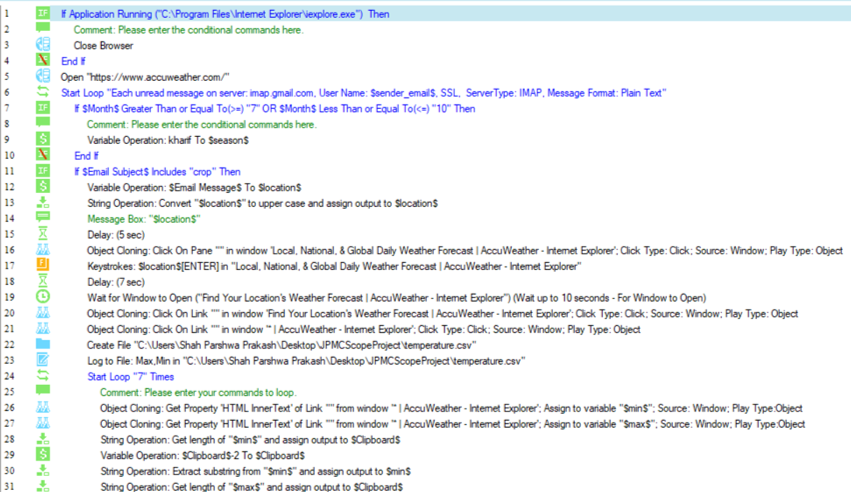 1 IF If Application Running ("C:\Program Files\Internet Explorer\iexplore.exe") Then
2 Comment: Please enter the conditional commands here.
3 Close Browser
4 End If
5 Open "https://www.accuweather.com/"
6 Start Loop "Each unread message on server: imap.gmail.com, User Name: $sender_email$, SSL, ServerType: IMAP, Message Format: Plain Text"
7 IF If $Month$ Greater Than or Equal To(>=) "7" OR $Month$ Less Than or Equal To(<=) "10" Then
8 Comment: Please enter the conditional commands here.
9 $ Variable Operation: kharif To $season$
10 End If
11 IF If $Email Subject$ Includes "crop" Then
12 $ Variable Operation: $Email Message$ To $location$
13 String Operation: Convert "$location$" to upper case and assign output to $location$
14 Message Box: "$location$"
15 Delay: (5 sec)
16 Object Cloning: Click On Pane "" in window 'Local, National, & Global Daily Weather Forecast | AccuWeather - Internet Explorer'; Click Type: Click; Source: Window; Play Type: Object
17 Keystrokes: $location$[ENTER] in "Local, National, & Global Daily Weather Forecast | AccuWeather - Internet Explorer"
18 Delay: (7 sec)
19 Wait for Window to Open ("Find Your Location's Weather Forecast | AccuWeather - Internet Explorer") (Wait up to 10 seconds - For Window to Open)
20 Object Cloning: Click On Link "" in window 'Find Your Location's Weather Forecast | AccuWeather - Internet Explorer'; Click Type: Click; Source: Window; Play Type: Object
21 Object Cloning: Click On Link "" in window '* | AccuWeather - Internet Explorer'; Click Type: Click; Source: Window; Play Type: Object
22 Create File "C:\Users\Shah Parshwa Prakash\Desktop\JPMCScopeProject\temperature.csv"
23 Log to File: Max,Min in "C:\Users\Shah Parshwa Prakash\Desktop\JPMCScopeProject\temperature.csv"
24 Start Loop "7" Times
25 Comment: Please enter your commands to loop.
26 Object Cloning: Get Property 'HTML InnerText' of Link "" from window '* | AccuWeather - Internet Explorer'; Assign to variable "$min$"; Source: Window; Play Type:Object
27 Object Cloning: Get Property 'HTML InnerText' of Link "" from window '* | AccuWeather - Internet Explorer'; Assign to variable "$max$"; Source: Window; Play Type:Object
28 String Operation: Get length of "$min$" and assign output to $Clipboard$
29 $ Variable Operation: $Clipboard$-2 To $Clipboard$
30 String Operation: Extract substring from "$min$" and assign output to $min$
31 String Operation: Get length of "$max$" and assign output to $Clipboard$